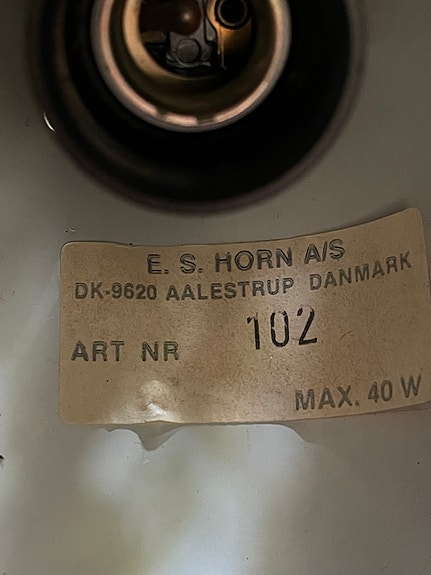 E. S. HORN A/S
DK-9620 AALESTRUP DANMARK
ART NR 102
MAX. 40 W